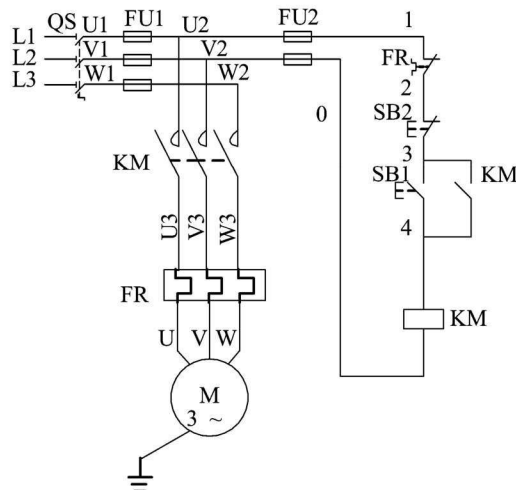 QS U1 FU1 U2 FU2 1
L1
L2 V1 V2 FR
L3 W1 W2 2
0 SB2
KM 3
SB1 KM
U3 V3 W3 4
FR KM
U V W
M
3 ~